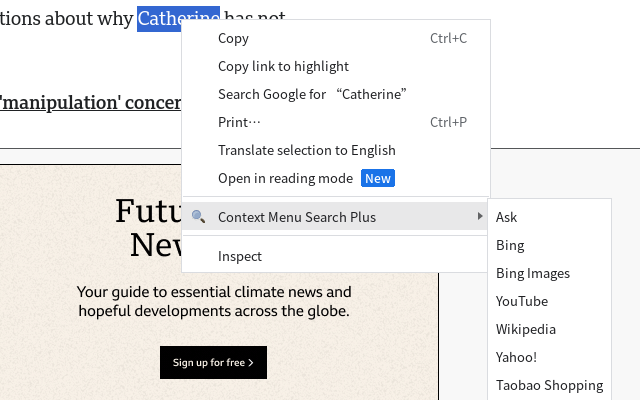 tions about why Catherine has not
'manipulation' concer
Copy Ctrl+C
Copy link to highlight
Search Google for “Catherine”
Print… Ctrl+P
Translate selection to English
Open in reading mode New
Context Menu Search Plus
Inspect
Ask
Bing
Bing Images
YouTube
Wikipedia
Yahoo!
Taobao Shopping
Futu
New
Your guide to essential climate news and
hopeful developments across the globe.
Sign up for free >